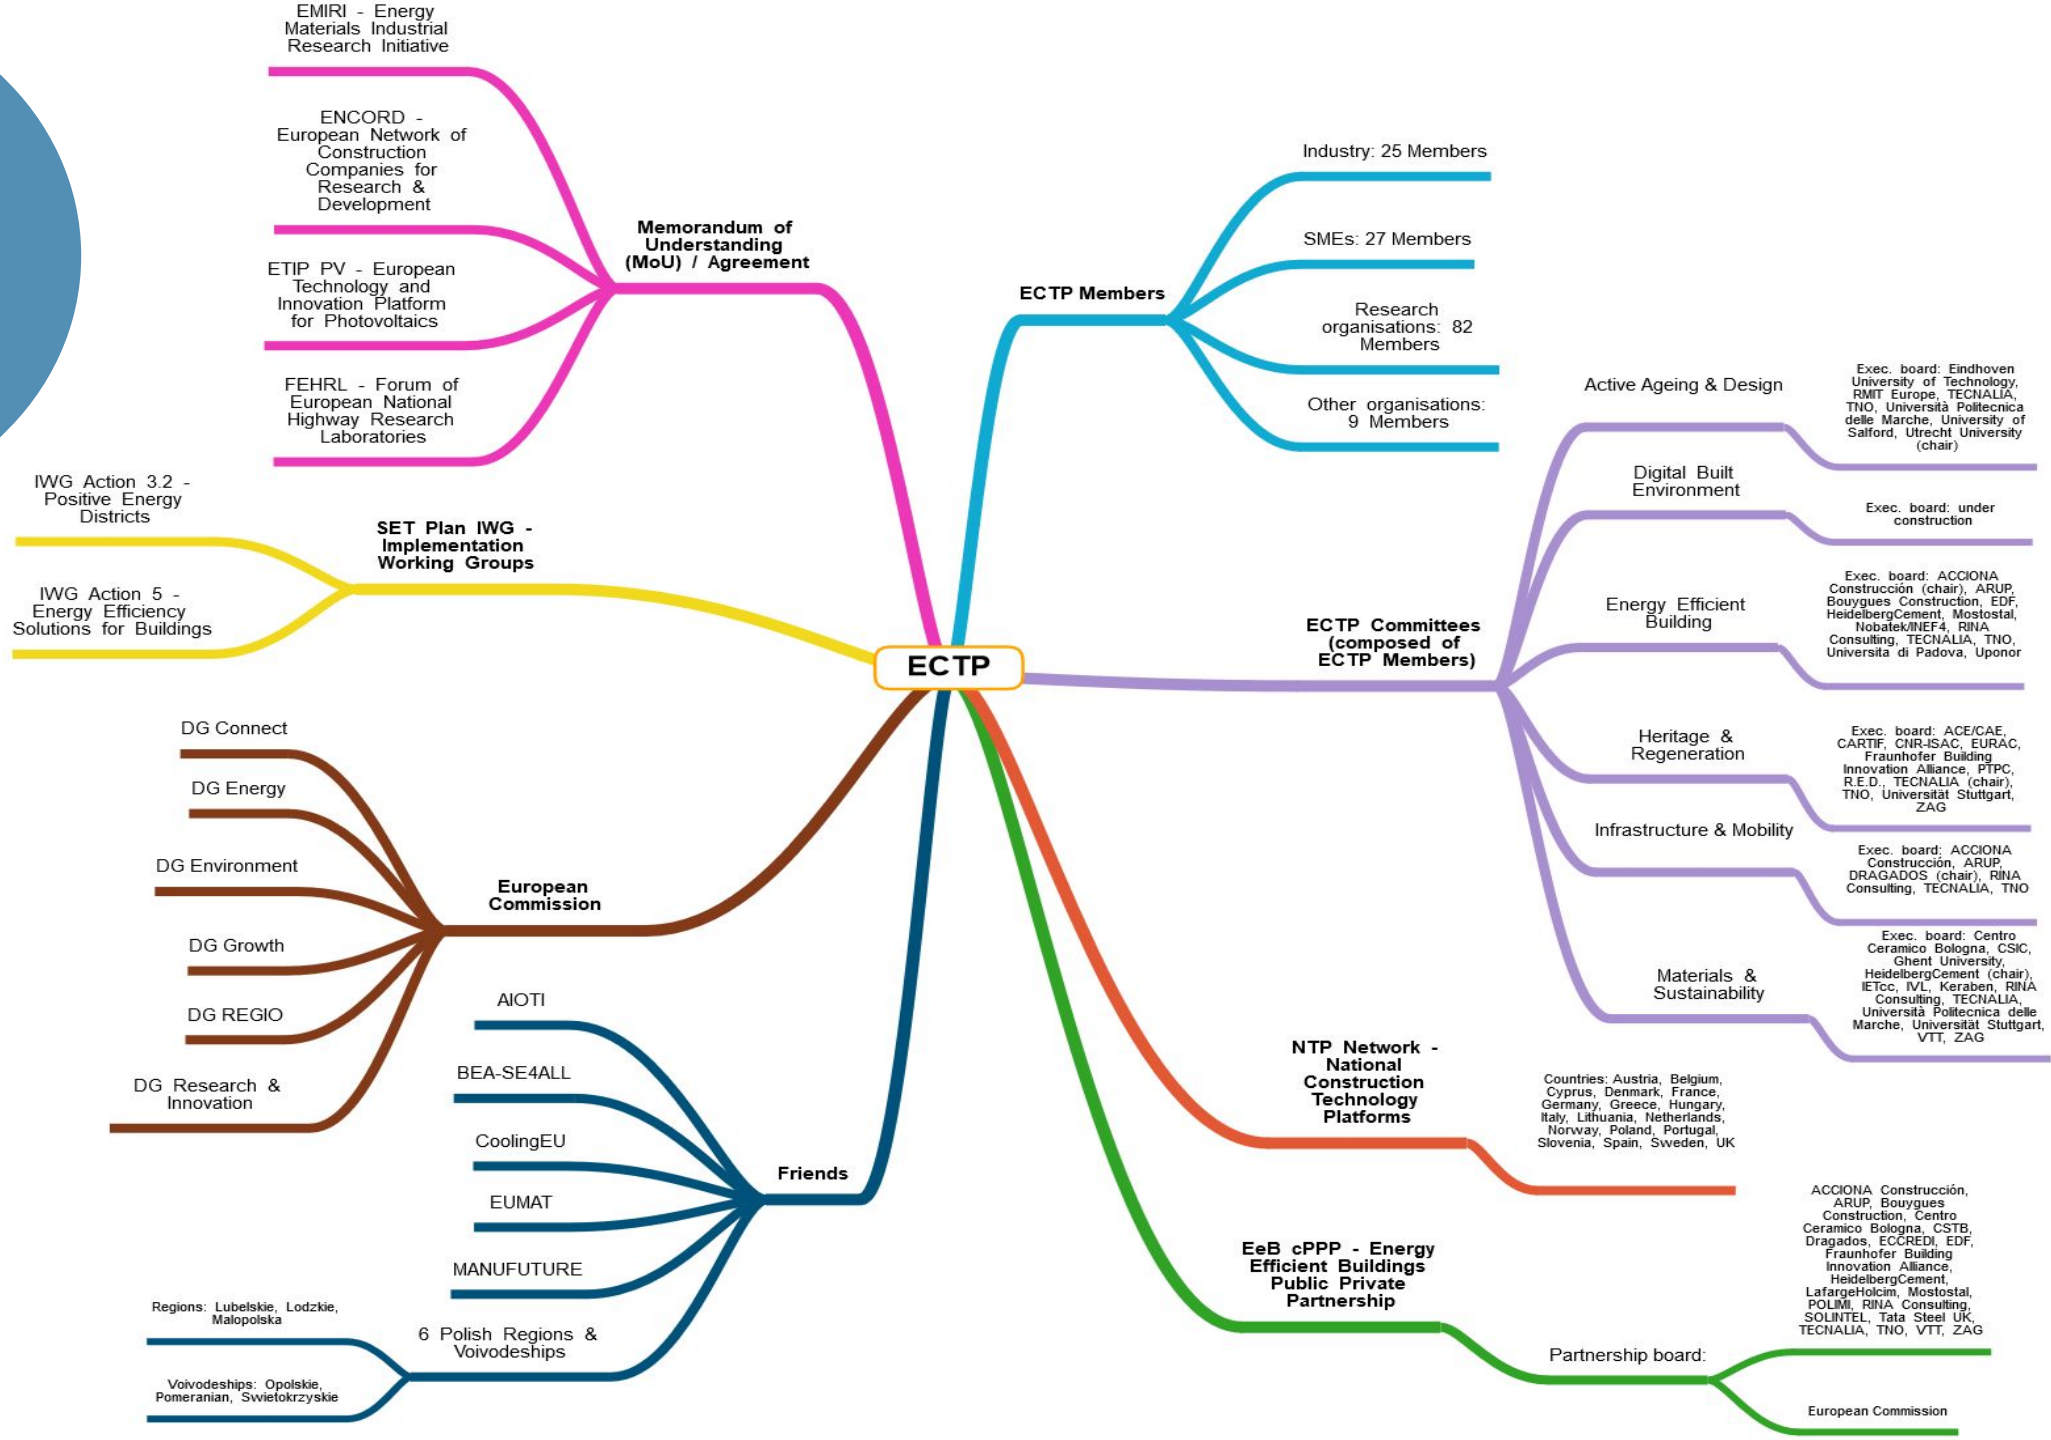 EMIRI - Energy
Materials Industrial
Research Initiative
ENCORD -
European Network of
Construction
Companies for
Research &
Development
ETIP PV - European
Technology and
Innovation Platform
for Photovoltaics
FEHRL - Forum of
European National
Highway Research
Laboratories
Memorandum of
Understanding
(MoU) / Agreement
IWG Action 3.2 -
Positive Energy
Districts
IWG Action 5 -
Energy Efficiency
Solutions for Buildings
SET Plan IWG -
Implementation
Working Groups
DG Connect
DG Energy
DG Environment
DG Growth
DG REGIO
DG Research &
Innovation
European
Commission
AIOTI
BEA-SE4ALL
CoolingEU
EUMAT
MANUFUTURE
6 Polish Regions &
Voivodeships
Regions: Lubelskie, Lodzkie,
Malopolska
Voivodeships: Opolskie,
Pomeranian, Swietokrzyskie
Friends
ECTP
ECTP Members
Industry: 25 Members
SMEs: 27 Members
Research
organisations: 82
Members
Other organisations:
9 Members
ECTP Committees
(composed of
ECTP Members)
Active Ageing & Design
Exec. board: Eindhoven
University of Technology,
RMIT Europe, TECNALIA,
TNO, Università Politecnica
delle Marche, University of
Salford, Utrecht University
(chair)
Digital Built
Environment
Exec. board: under
construction
Energy Efficient
Building
Exec. board: ACCIONA
Construcción (chair), ARUP,
Bouygues Construction, EDF,
HeidelbergCement, Mostostal,
Nobatek/INEF4, RINA
Consulting, TECNALIA, TNO,
Universita di Padova, Uponor
Heritage &
Regeneration
Exec. board: ACE/CAE,
CARTIF, CNR-ISAC, EURAC,
Fraunhofer Building
Innovation Alliance, PTPC,
R.E.D., TECNALIA (chair),
TNO, Universität Stuttgart,
ZAG
Infrastructure & Mobility
Exec. board: ACCIONA
Construcción, ARUP,
DRAGADOS (chair), RINA
Consulting, TECNALIA, TNO
Materials &
Sustainability
Exec. board: Centro
Ceramico Bologna, CSIC,
Ghent University,
HeidelbergCement (chair),
IETcc, IVL, Keraben, RINA
Consulting, TECNALIA,
Università Politecnica delle
Marche, Universität Stuttgart,
VTT, ZAG
NTP Network -
National
Construction
Technology
Platforms
Countries: Austria, Belgium,
Cyprus, Denmark, France,
Germany, Greece, Hungary,
Italy, Lithuania, Netherlands,
Norway, Poland, Portugal,
Slovenia, Spain, Sweden, UK
EeB cPPP - Energy
Efficient Buildings
Public Private
Partnership
Partnership board:
ACCIONA Construcción,
ARUP, Bouygues
Construction, Centro
Ceramico Bologna, CSTB,
Dragados, ECCREDI, EDF,
Fraunhofer Building
Innovation Alliance,
HeidelbergCement,
LafargeHolcim, Mostostal,
POLIMI, RINA Consulting,
SOLINTEL, Tata Steel UK,
TECNALIA, TNO, VTT, ZAG
European Commission